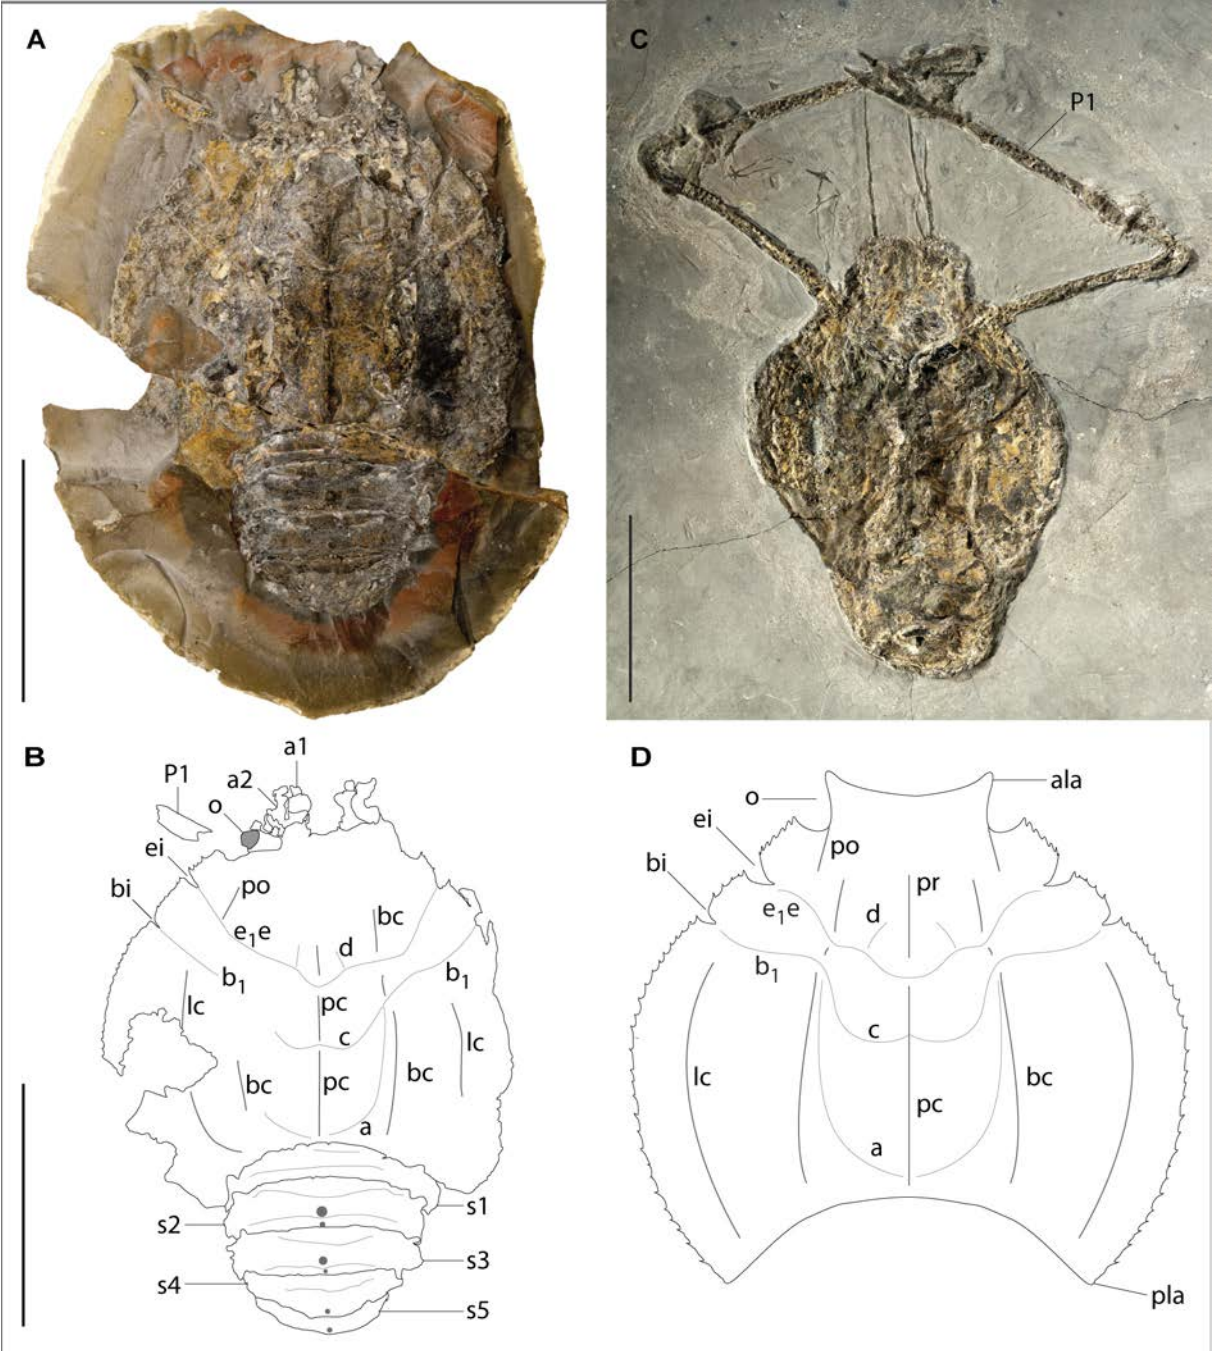 A
C
P1
B
a1
P1
a2
o
ei
bi
po
e1e
d
bc
b1
b1
lc
pc
c
lc
bc
pc
bc
a
s1
s2
s3
s4
s5
D
o
ala
ei
po
bi
pr
e1e
d
b1
c
lc
bc
pc
a
pla